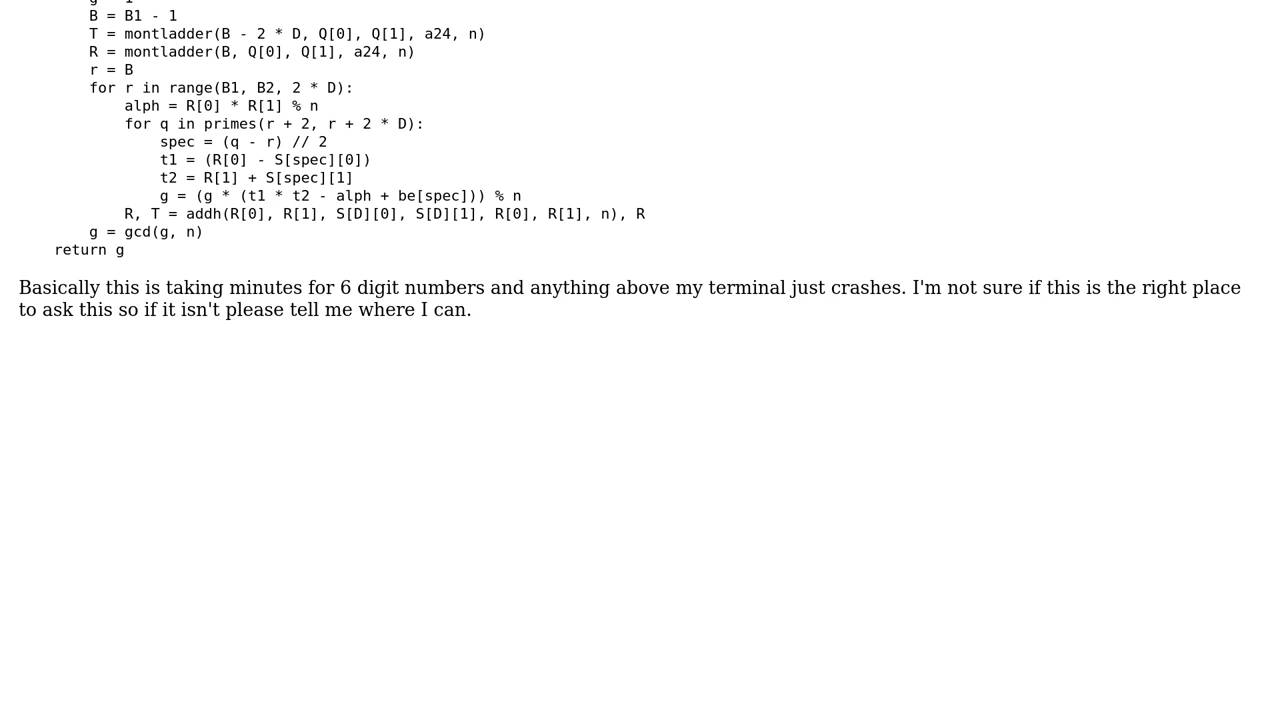 g = 1
B = B1 - 1
T = montladder(B - 2 * D, Q[0], Q[1], a24, n)
R = montladder(B, Q[0], Q[1], a24, n)
r = B
for r in range(B1, B2, 2 * D):
alph = R[0] * R[1] % n
for q in primes(r + 2, r + 2 * D):
spec = (q - r) // 2
t1 = (R[0] - S[spec][0])
t2 = R[1] + S[spec][1]
g = (g * (t1 * t2 - alph + be[spec])) % n
R, T = addh(R[0], R[1], S[D][0], S[D][1], R[0], R[1], n), R
g = gcd(g, n)
return g
Basically this is taking minutes for 6 digit numbers and anything above my terminal just crashes. I'm not sure if this is the right place
to ask this so if it isn't please tell me where I can.